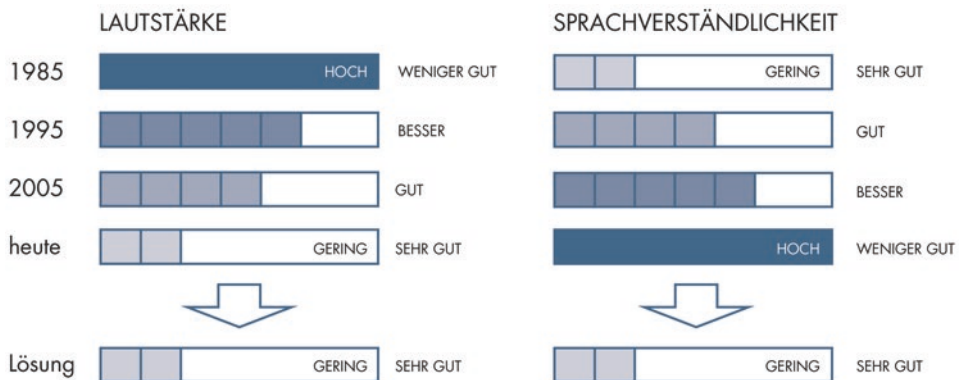 LAUTSTÄRKE SPRACHVERSTÄNDLICHKEIT
1985 HOCH WENIGER GUT GERING SEHR GUT
1995 BESSER GUT
2005 GUT BESSER
heute GERING SEHR GUT HOCH WENIGER GUT
Lösung GERING SEHR GUT GERING SEHR GUT